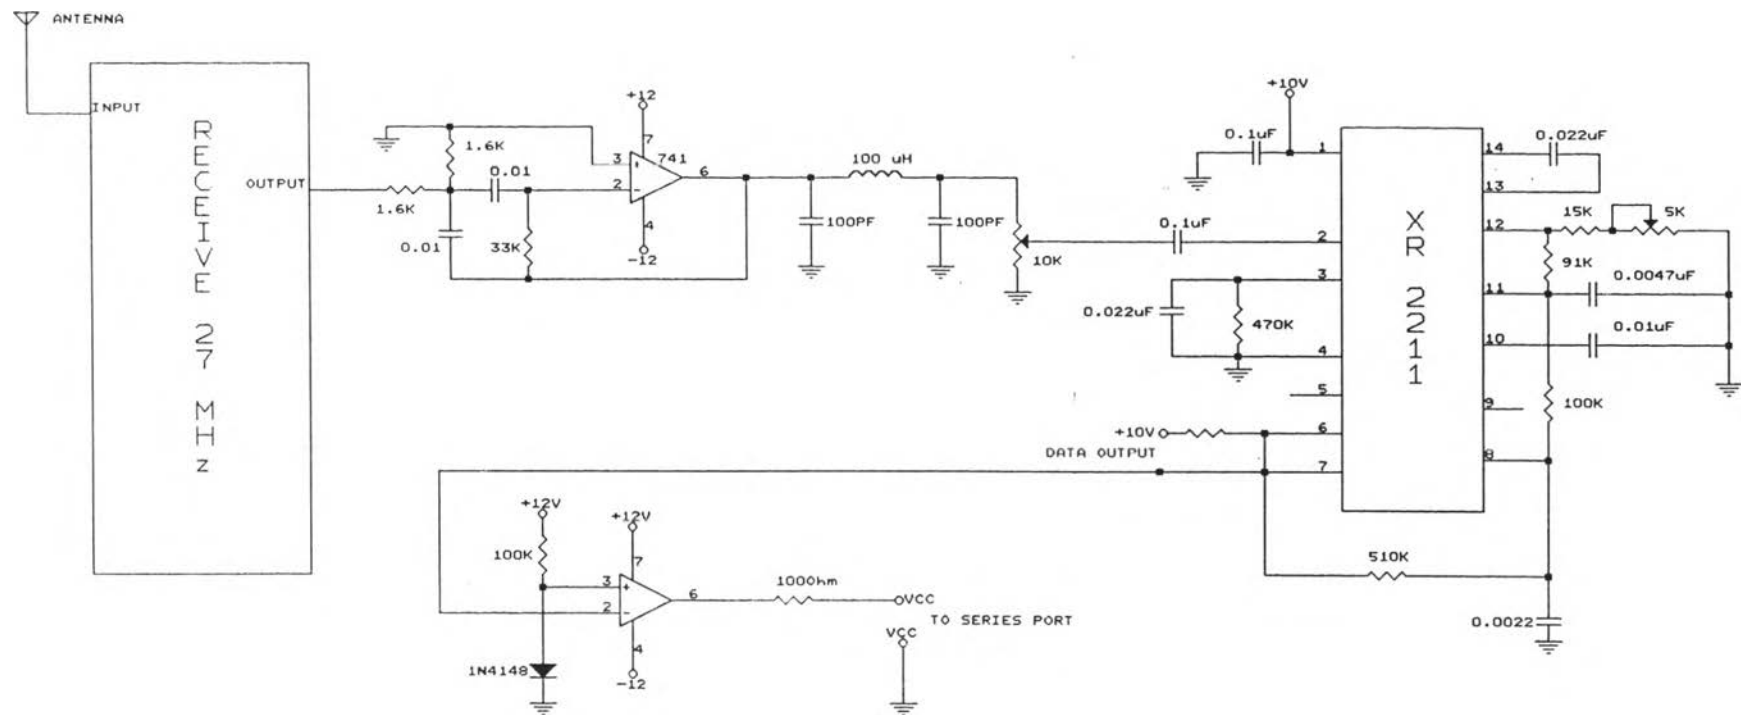 ANTENNA
INPUT
RECEIVE 27 MHz
OUTPUT
1.6K
1.6K
0.01
0.01
33K
+12
7
3
+
741
2
-
6
4
-12
100 uH
100PF
100PF
10K
0.1uF
+10V
0.1uF
1
2
3
4
5
6
7
0.022uF
470K
XR 2211
14
13
12
11
10
9
8
0.022uF
15K
5K
91K
0.0047uF
0.01uF
100K
+10V
DATA OUTPUT
510K
0.0022
+12V
100K
1N4148
+12V
7
3
+
2
-
6
4
-12
1000hm
VCC
TO SERIES PORT
VCC